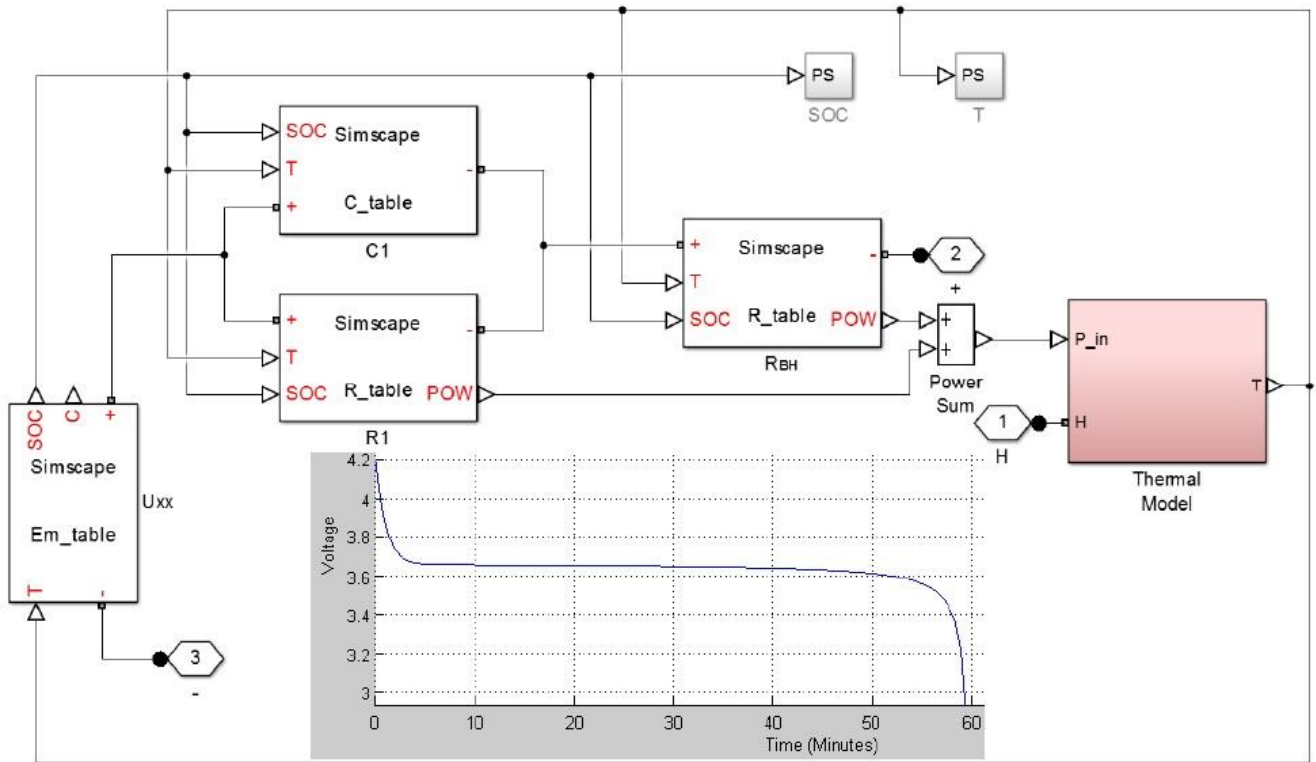 PS
SOC
PS
T
SOC
T
+
Simscape
C_table
-
C1
+
T
SOC
Simscape
R_table
-
POW
R1
+
T
SOC
Simscape
R_table
-
POW
RBH
2
+
+
+
Power
Sum
P_in
H
T
Thermal
Model
1
H
SOC
C
+
Simscape
Em_table
T
-
Uxx
3
-
4.2
4
3.8
3.6
3.4
3.2
3
Voltage
0 10 20 30 40 50 60
Time (Minutes)